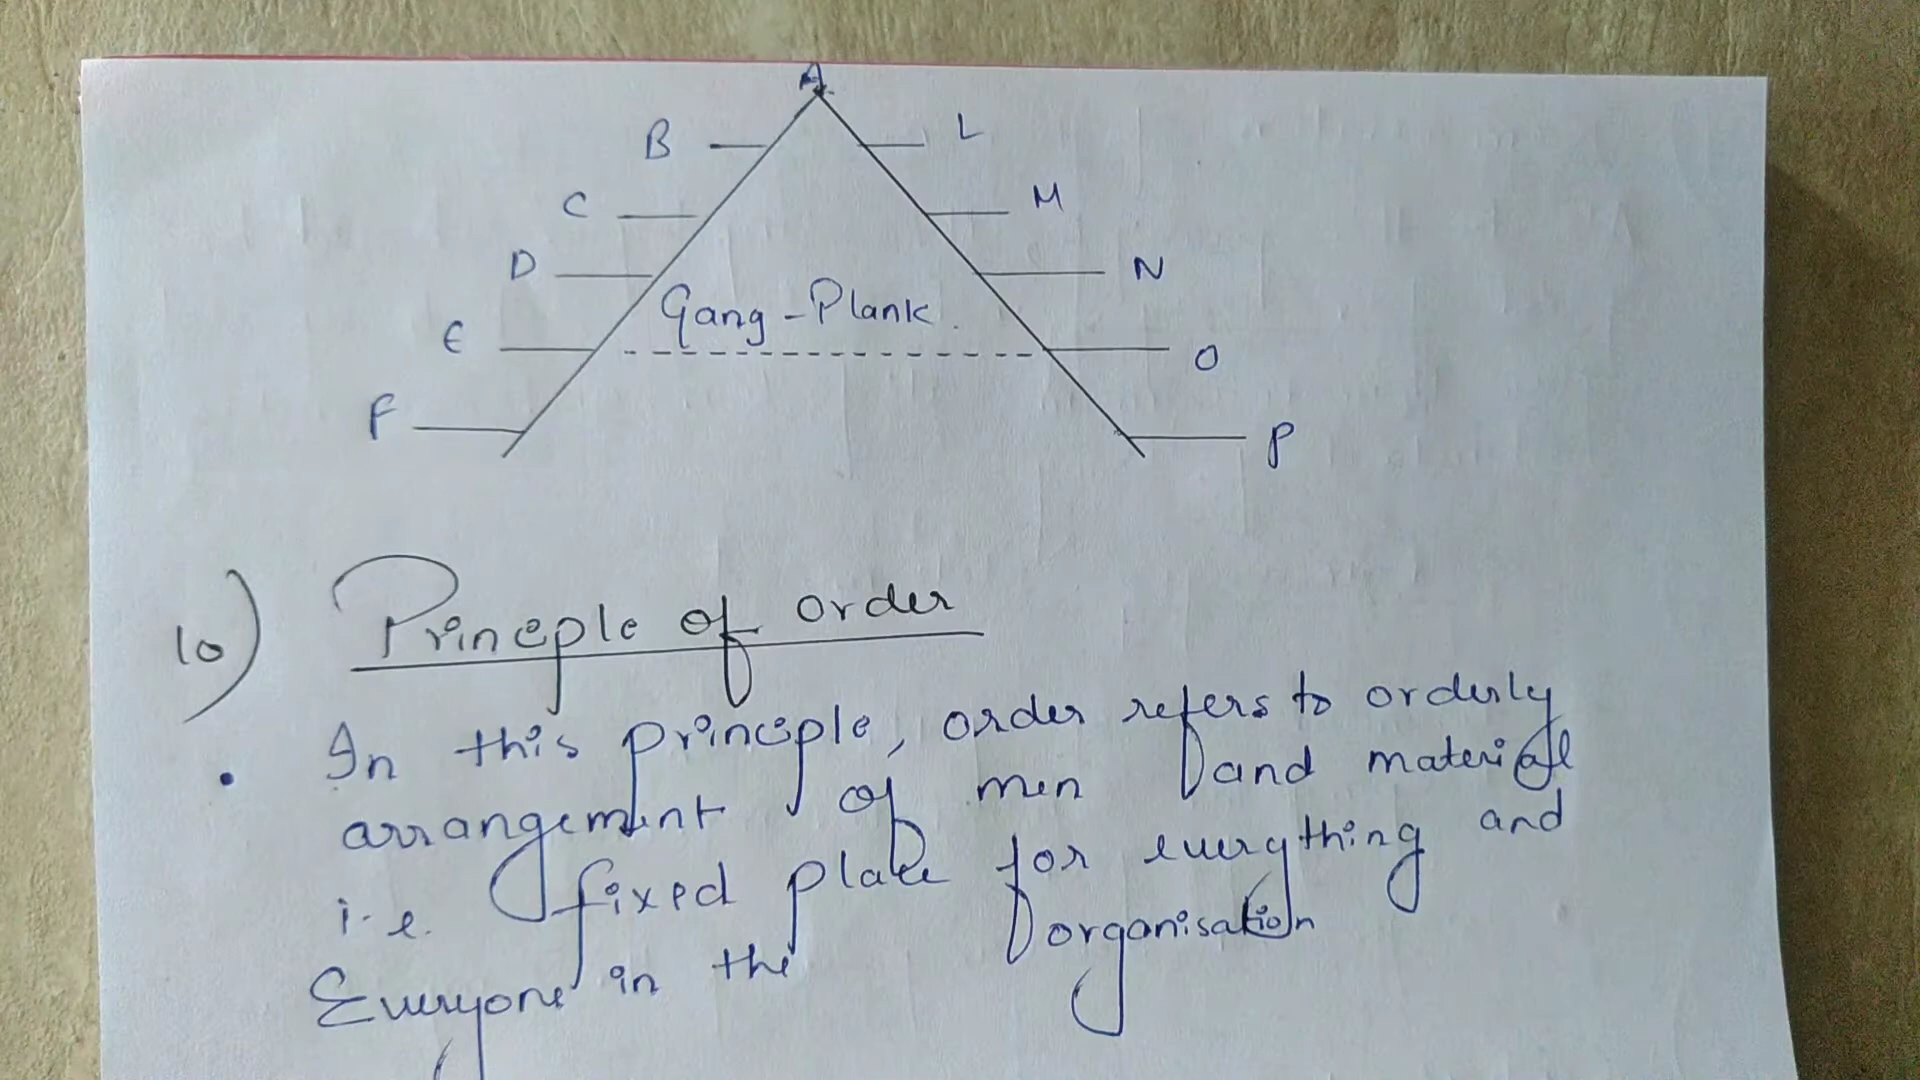 A
B L
C M
D N
Gang-Plank.
E O
F P
10) Principle of order
• In this principle, order refers to orderly
arrangement of men and material
i.e. fixed place for everything and
Everyone in the organisation